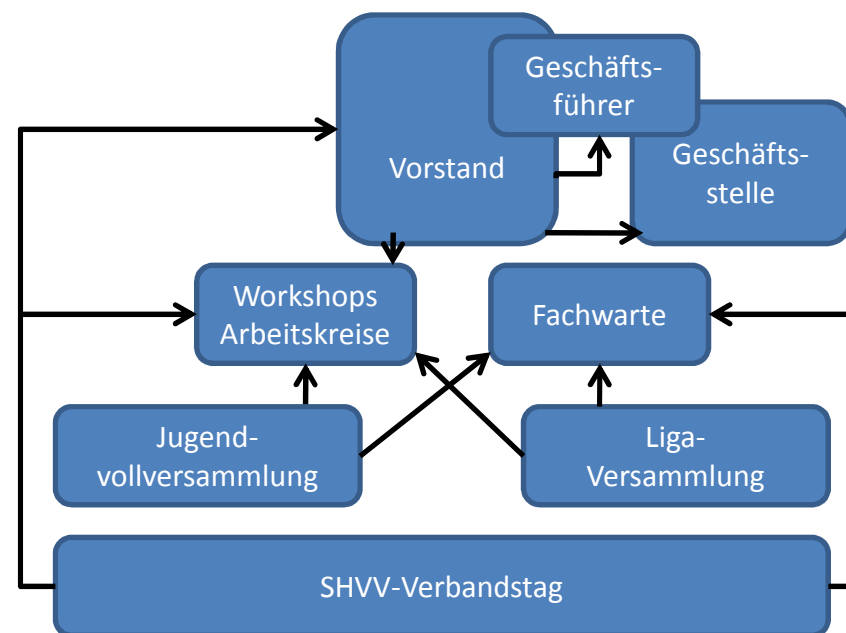 Geschäfts-
führer
Vorstand
Geschäfts-
stelle
Workshops
Arbeitskreise
Fachwarte
Jugend-
vollversammlung
Liga-
Versammlung
SHVV-Verbandstag